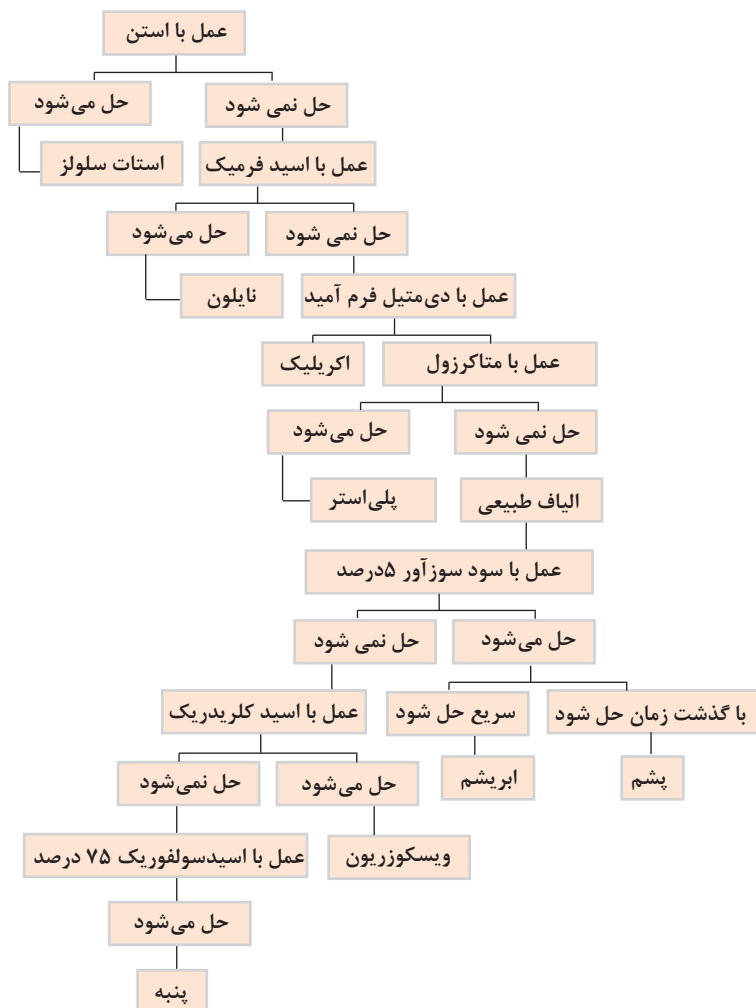 عمل با استن
حل نمی شود
حل می‌شود
عمل با اسید فرمیک
استات سلولز
حل نمی شود
حل می‌شود
عمل با دی‌متیل فرم آمید
نایلون
عمل با متاکرزول
اکریلیک
حل نمی شود
حل می‌شود
الیاف طبیعی
پلی‌استر
عمل با سود سوزآور ۵درصد
حل می‌شود
حل نمی شود
با گذشت زمان حل شود
سریع حل شود
عمل با اسید کلریدریک
پشم
ابریشم
حل می‌شود
حل نمی‌شود
ویسکوزریون
عمل با اسیدسولفوریک ۷۵ درصد
حل می‌شود
پنبه